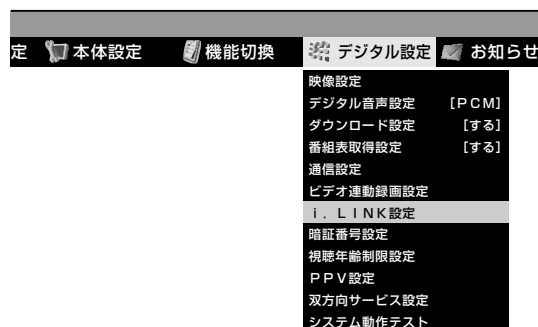 定 本体設定 機能切換 デジタル設定 お知らせ
映像設定
デジタル音声設定 [PCM]
ダウンロード設定 [する]
番組表取得設定 [する]
通信設定
ビデオ連動録画設定
ｉ．ＬＩＮＫ設定
暗証番号設定
視聴年齢制限設定
ＰＰＶ設定
双方向サービス設定
システム動作テスト